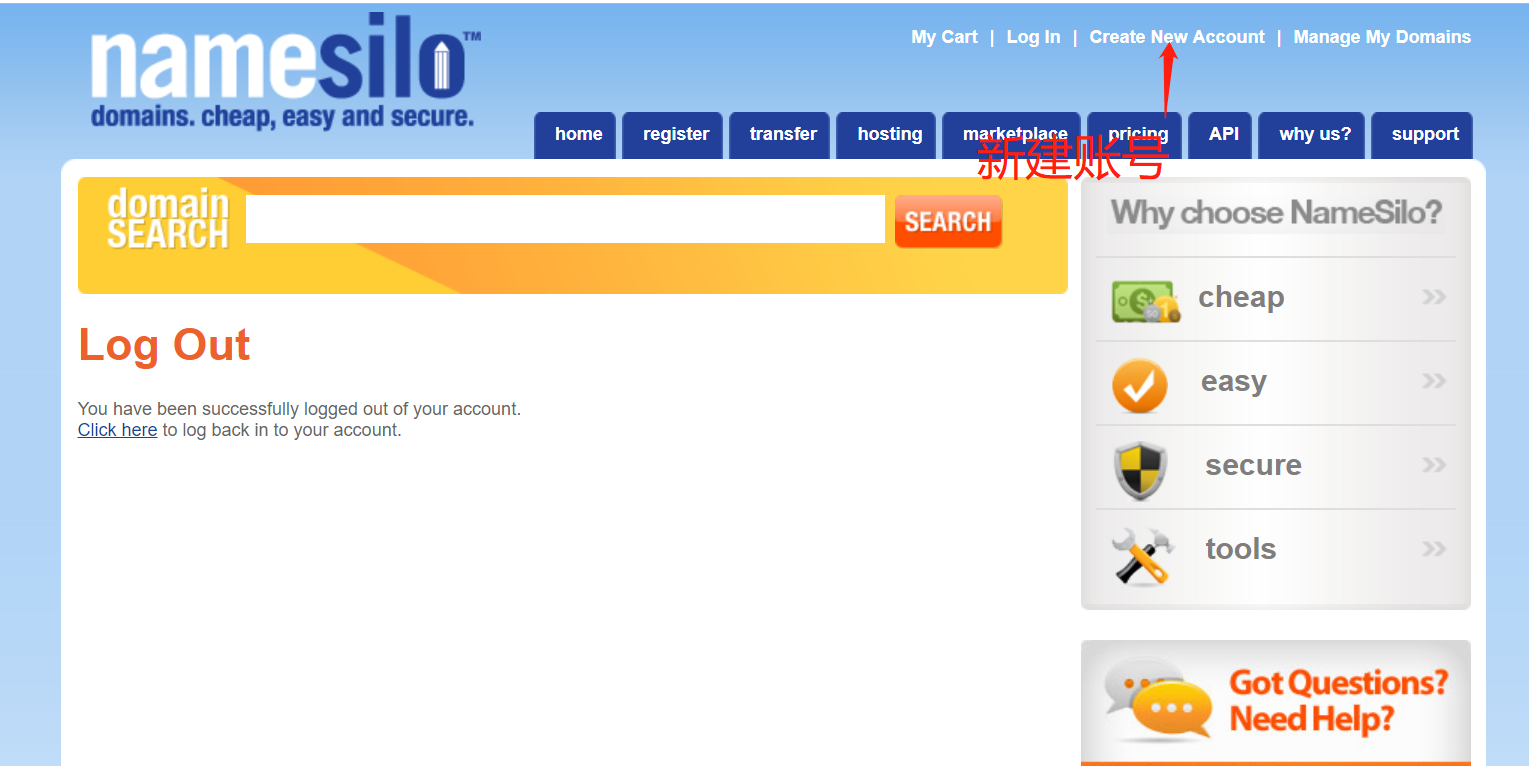 namesilo™
domains. cheap, easy and secure.
My Cart | Log In | Create New Account | Manage My Domains
home register transfer hosting marketplace pricing API why us? support
新建账号
domain
SEARCH
SEARCH
Log Out
You have been successfully logged out of your account.
Click here to log back in to your account.
Why choose NameSilo?
cheap
easy
secure
tools
Got Questions?
Need Help?